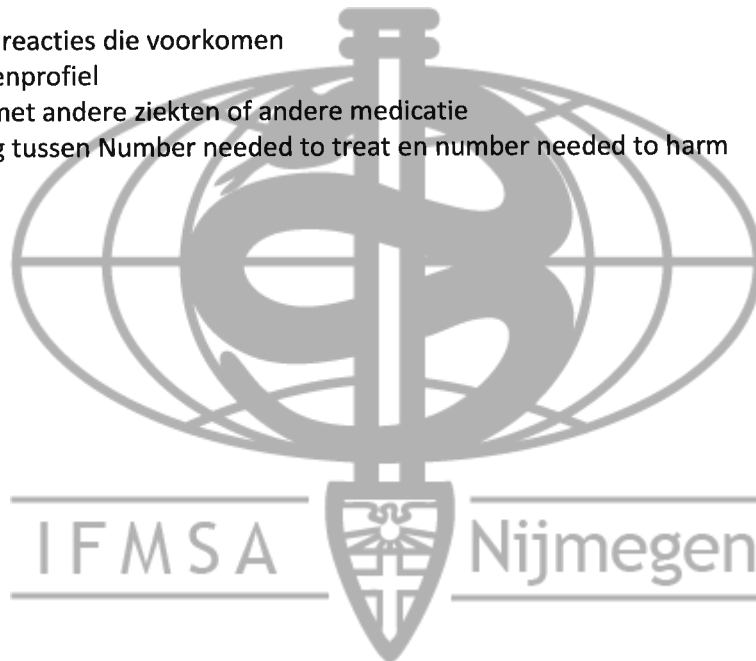 reacties die voorkomen
enprofiel
met andere ziekten of andere medicatie
g tussen Number needed to treat en number needed to harm
IFMSA Nijmegen